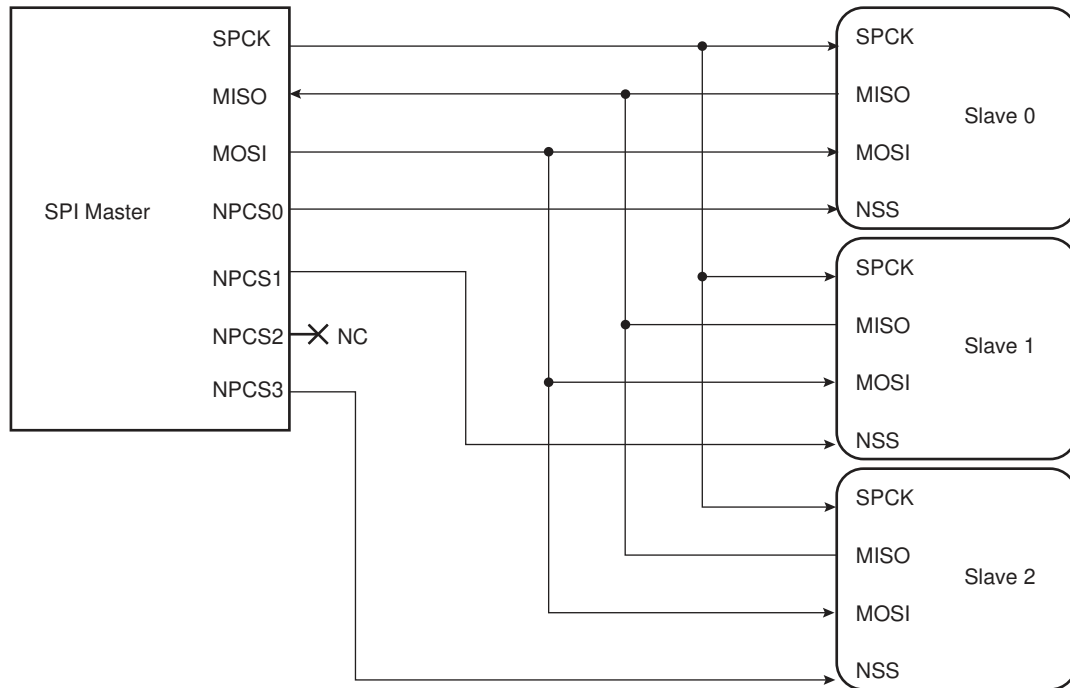 SPI Master
SPCK
MISO
MOSI
NPCS0
NPCS1
NPCS2
NC
NPCS3
SPCK
MISO
Slave 0
MOSI
NSS
SPCK
MISO
Slave 1
MOSI
NSS
SPCK
MISO
Slave 2
MOSI
NSS